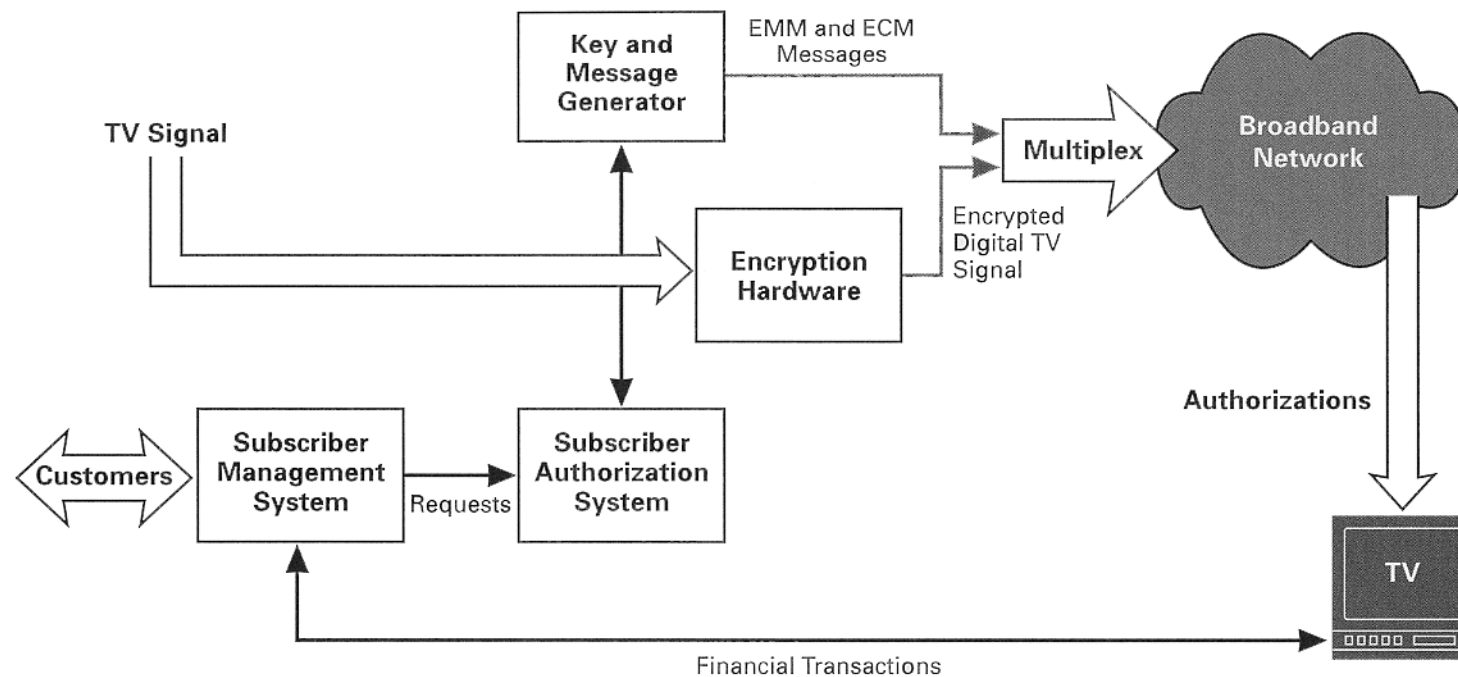 Key and
Message
Generator
EMM and ECM
Messages
TV Signal
Multiplex
Broadband
Network
Encryption
Hardware
Encrypted
Digital TV
Signal
Authorizations
Customers
Subscriber
Management
System
Requests
Subscriber
Authorization
System
TV
Financial Transactions